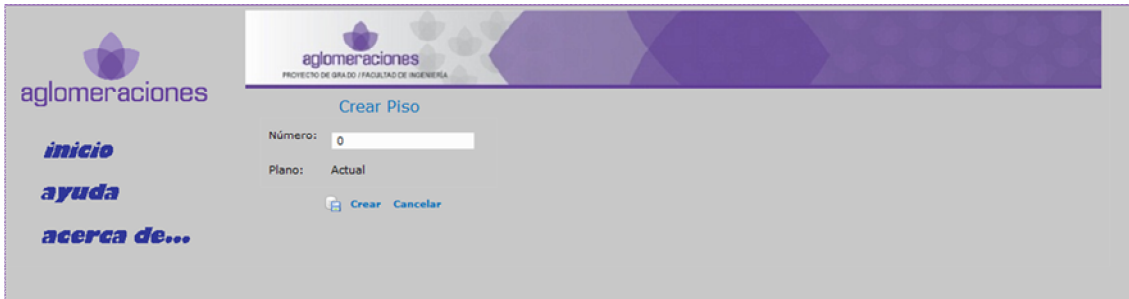 aglomeraciones
inicio
ayuda
acerca de...
aglomeraciones
PROYECTO DE GRADO / FACULTAD DE INGENIERÍA
Crear Piso
Número: 0
Plano: Actual
Crear Cancelar